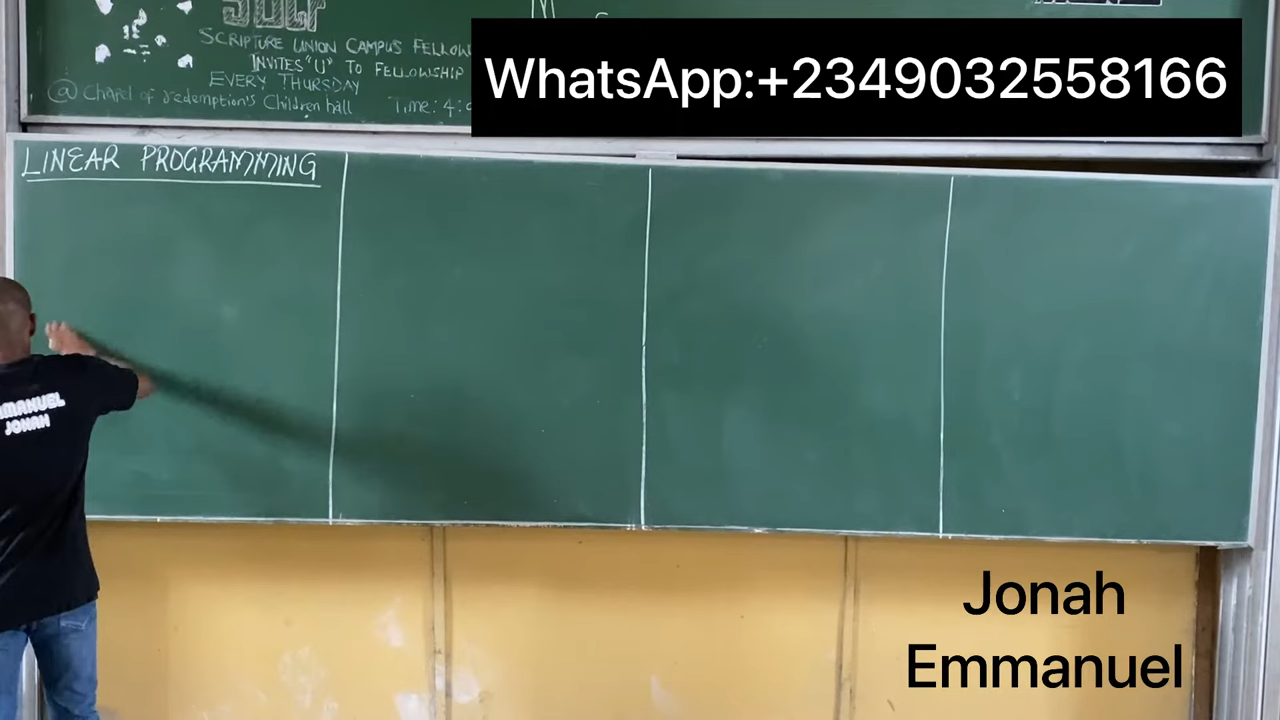 SCRIPTURE UNION CAMPUS
INVITES "U" TO FELLOWSHIP
EVERY THURSDAY
@ Chapel of redemption's Children hall Time: 4:
WhatsApp:+2349032558166
LINEAR PROGRAMMING
EMMANUEL
JONAH
Jonah
Emmanuel